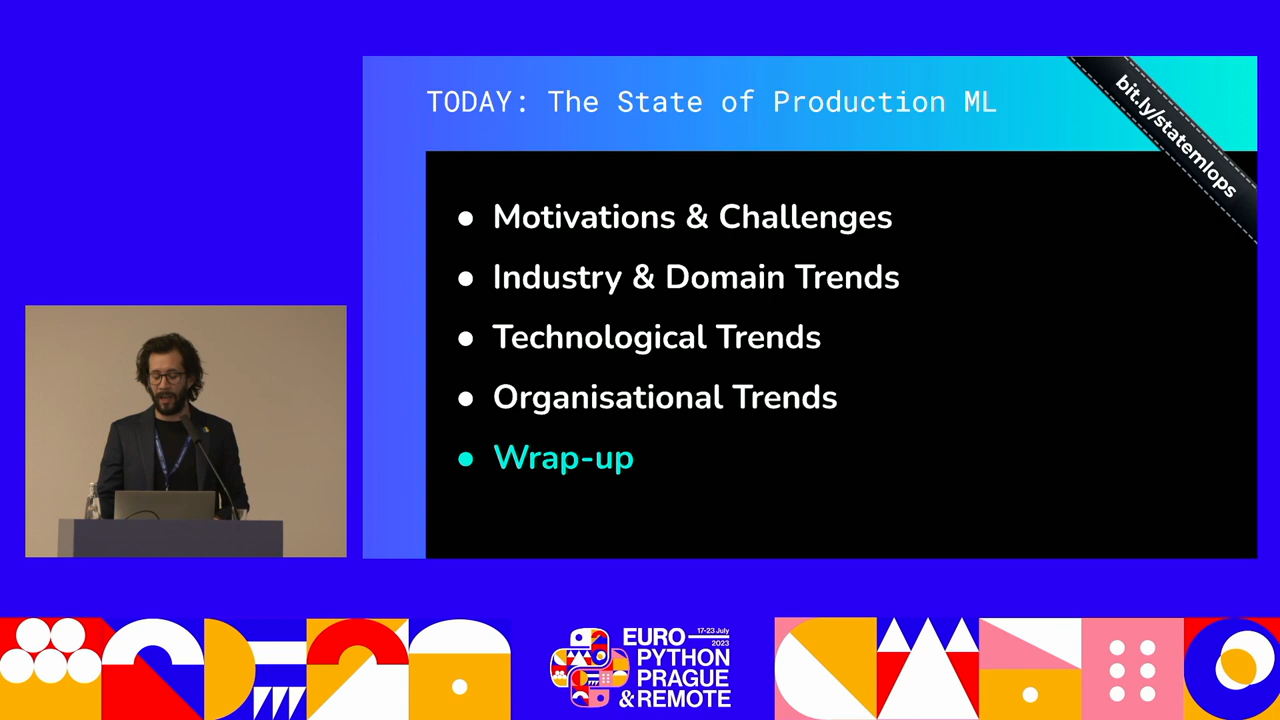 TODAY: The State of Production ML
bit.ly/statemlops
● Motivations & Challenges
● Industry & Domain Trends
● Technological Trends
● Organisational Trends
● Wrap-up
EURO 17-23 July
2023
PYTHON
PRAGUE
& REMOTE